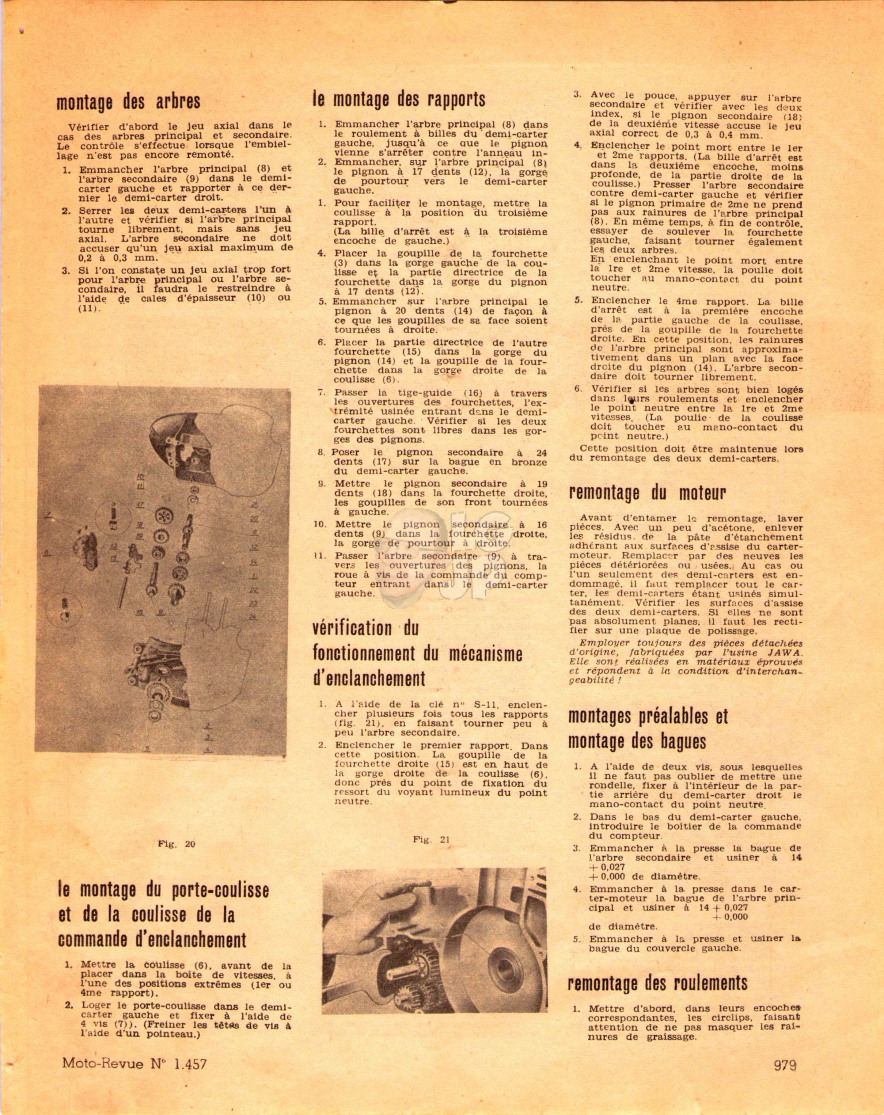 montage des arbres
Vérifier d'abord le jeu axial dans le
cas des arbres principal et secondaire.
Le contrôle s'effectue lorsque l'embiel-
lage n'est pas encore remonté.
1. Emmancher l'arbre principal (8) et
l'arbre secondaire (9) dans le demi-
carter gauche et rapporter à ce der-
nier le demi-carter droit.
2. Serrer les deux demi-carters l'un à
l'autre et vérifier si l'arbre principal
tourne librement, mais sans jeu
axial. L'arbre secondaire ne doit
accuser qu'un jeu axial maximum de
0,2 à 0,3 mm.
3. Si l'on constate un jeu axial trop fort
pour l'arbre principal ou l'arbre se-
condaire, il faudra le restreindre à
l'aide de cales d'épaisseur (10) ou
(11).
Fig. 20
le montage du porte-coulisse
et de la coulisse de la
commande d'enclanchement
1. Mettre la coulisse (6), avant de la
placer dans la boîte de vitesses, à
l'une des positions extrêmes (1er ou
4me rapport).
2. Loger le porte-coulisse dans le demi-
carter gauche et fixer à l'aide de
4 vis (7)). (Freiner les têtes de vis à
l'aide d'un pointeau.)
le montage des rapports
1. Emmancher l'arbre principal (8) dans
le roulement à billes du demi-carter
gauche, jusqu'à ce que le pignon
vienne s'arrêter contre l'anneau in-
2. Emmancher, sur l'arbre principal (8)
le pignon à 17 dents (12), la gorge
de pourtour vers le demi-carter
gauche.
1. Pour faciliter le montage, mettre la
coulisse à la position du troisième
rapport.
(La bille d'arrêt est à la troisième
encoche de gauche.)
4. Placer la goupille de la fourchette
(3) dans la gorge gauche de la cou-
lisse et la partie directrice de la
fourchette dans la gorge du pignon
à 17 dents (12).
5. Emmancher sur l'arbre principal le
pignon à 20 dents (14) de façon à
ce que les goupilles de sa face soient
tournées à droite.
6. Placer la partie directrice de l'autre
fourchette (15) dans la gorge du
pignon (14) et la goupille de la four-
chette dans la gorge droite de la
coulisse (6).
7. Passer la tige-guide (16) à travers
les ouvertures des fourchettes, l'ex-
trémité usinée entrant dans le demi-
carter gauche. Vérifier si les deux
fourchettes sont libres dans les gor-
ges des pignons.
8. Poser le pignon secondaire à 24
dents (17) sur la bague en bronze
du demi-carter gauche.
9. Mettre le pignon secondaire à 19
dents (18) dans la fourchette droite,
les goupilles de son front tournées
à gauche.
10. Mettre le pignon secondaire à 16
dents (9) dans la fourchette droite,
la gorge de pourtour à droite.
11. Passer l'arbre secondaire (9) à tra-
vers les ouvertures des pignons, la
roue à vis de la commande du comp-
teur entrant dans le demi-carter
gauche.
vérification du
fonctionnement du mécanisme
d'enclanchement
1. A l'aide de la clé n° S-11, enclen-
cher plusieurs fois tous les rapports
(fig. 21), en faisant tourner peu à
peu l'arbre secondaire.
2. Enclencher le premier rapport. Dans
cette position. La goupille de la
fourchette droite (15) est en haut de
la gorge droite de la coulisse (6),
donc près du point de fixation du
ressort du voyant lumineux du point
neutre.
Fig. 21
3. Avec le pouce, appuyer sur l'arbre
secondaire et vérifier avec les deux
index, si le pignon secondaire (18)
de la deuxième vitesse accuse le jeu
axial correct de 0,3 à 0,4 mm.
4. Enclencher le point mort entre le 1er
et 2me rapports. (La bille d'arrêt est
dans la deuxième encoche, moins
profonde, de la partie droite de la
coulisse.) Presser l'arbre secondaire
contre demi-carter gauche et vérifier
si le pignon primaire de 2me ne prend
pas aux rainures de l'arbre principal
(8). En même temps, à fin de contrôle,
essayer de soulever la fourchette
gauche, faisant tourner également
les deux arbres.
En enclenchant le point mort entre
la 1re et 2me vitesse, la poulie doit
toucher au mano-contect du point
neutre.
5. Enclencher le 4me rapport. La bille
d'arrêt est à la première encoche
de la partie gauche de la coulisse,
près de la goupille de la fourchette
droite. En cette position, les rainures
de l'arbre principal sont approxima-
tivement dans un plan avec la face
droite du pignon (14). L'arbre secon-
daire doit tourner librement.
6. Vérifier si les arbres sont bien logés
dans leurs roulements et enclencher
le point neutre entre la 1re et 2me
vitesses. (La poulie de la coulisse
doit toucher au mano-contact du
point neutre.)
Cette position doit être maintenue lors
du remontage des deux demi-carters.
remontage du moteur
Avant d'entamer le remontage, laver
pièces. Avec un peu d'acétone, enlever
les résidus de la pâte d'étanchement
adhérant aux surfaces d'assise du carter-
moteur. Remplacer par des neuves les
pièces détériorées ou usées. Au cas ou
l'un seulement des demi-carters est en-
dommagé, il faut remplacer tout le car-
ter, les demi-carters étant usinés simul-
tanément. Vérifier les surfaces d'assise
des deux demi-carters. Si elles ne sont
pas absolument planes, il faut les recti-
fier sur une plaque de polissage.
Employer toujours des pièces détachées
d'origine, fabriquées par l'usine JAWA.
Elle sont réalisées en matériaux éprouvés
et répondent à la condition d'interchan-
geabilité !
montages préalables et
montage des bagues
1. A l'aide de deux vis, sous lesquelles
il ne faut pas oublier de mettre une
rondelle, fixer à l'intérieur de la par-
tie arrière du demi-carter droit le
mano-contact du point neutre.
2. Dans le bas du demi-carter gauche,
introduire le boîtier de la commande
du compteur.
3. Emmancher à la presse la bague de
l'arbre secondaire et usiner à 14
+ 0,027
+ 0,000 de diamètre.
4. Emmancher à la presse dans le car-
ter-moteur la bague de l'arbre prin-
cipal et usiner à 14 + 0,027
+ 0,000
de diamètre.
5. Emmancher à la presse et usiner la
bague du couvercle gauche.
remontage des roulements
1. Mettre d'abord, dans leurs encoches
correspondantes, les circlips, faisant
attention de ne pas masquer les rai-
nures de graissage.
Moto-Revue N° 1.457
979